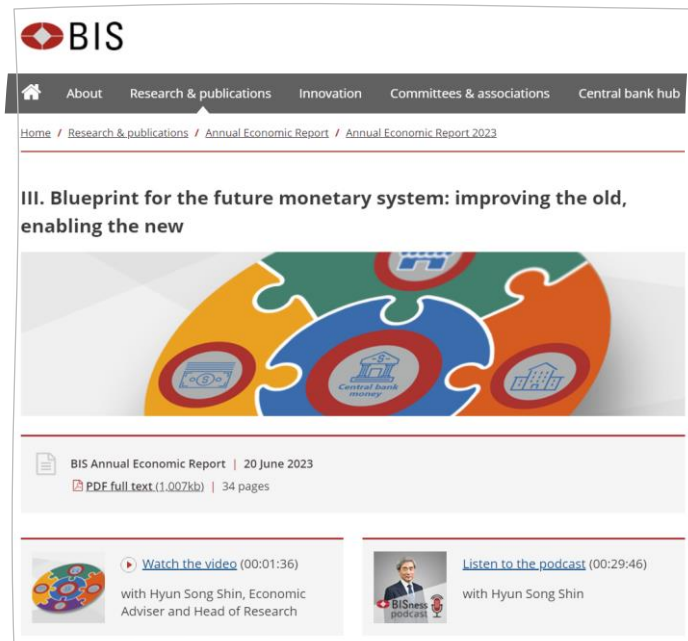 BIS
About Research & publications Innovation Committees & associations Central bank hub
Home / Research & publications / Annual Economic Report / Annual Economic Report 2023
III. Blueprint for the future monetary system: improving the old,
enabling the new
-S-
Central bank
money
BIS Annual Economic Report | 20 June 2023
PDF full text (1,007kb) | 34 pages
Watch the video (00:01:36)
with Hyun Song Shin, Economic
Adviser and Head of Research
Listen to the podcast (00:29:46)
with Hyun Song Shin
BISness
podcast